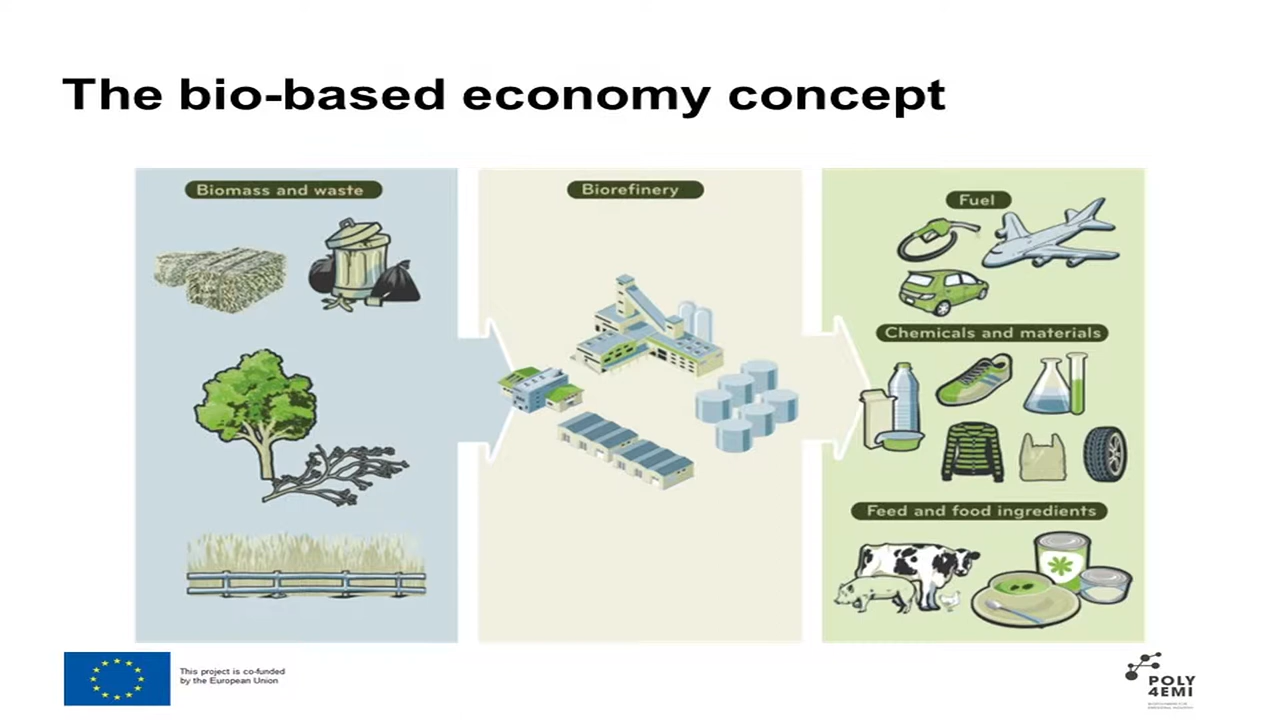 The bio-based economy concept
Biomass and waste
Biorefinery
Fuel
Chemicals and materials
Feed and food ingredients
This project is co-funded
by the European Union
POLY
4EMI